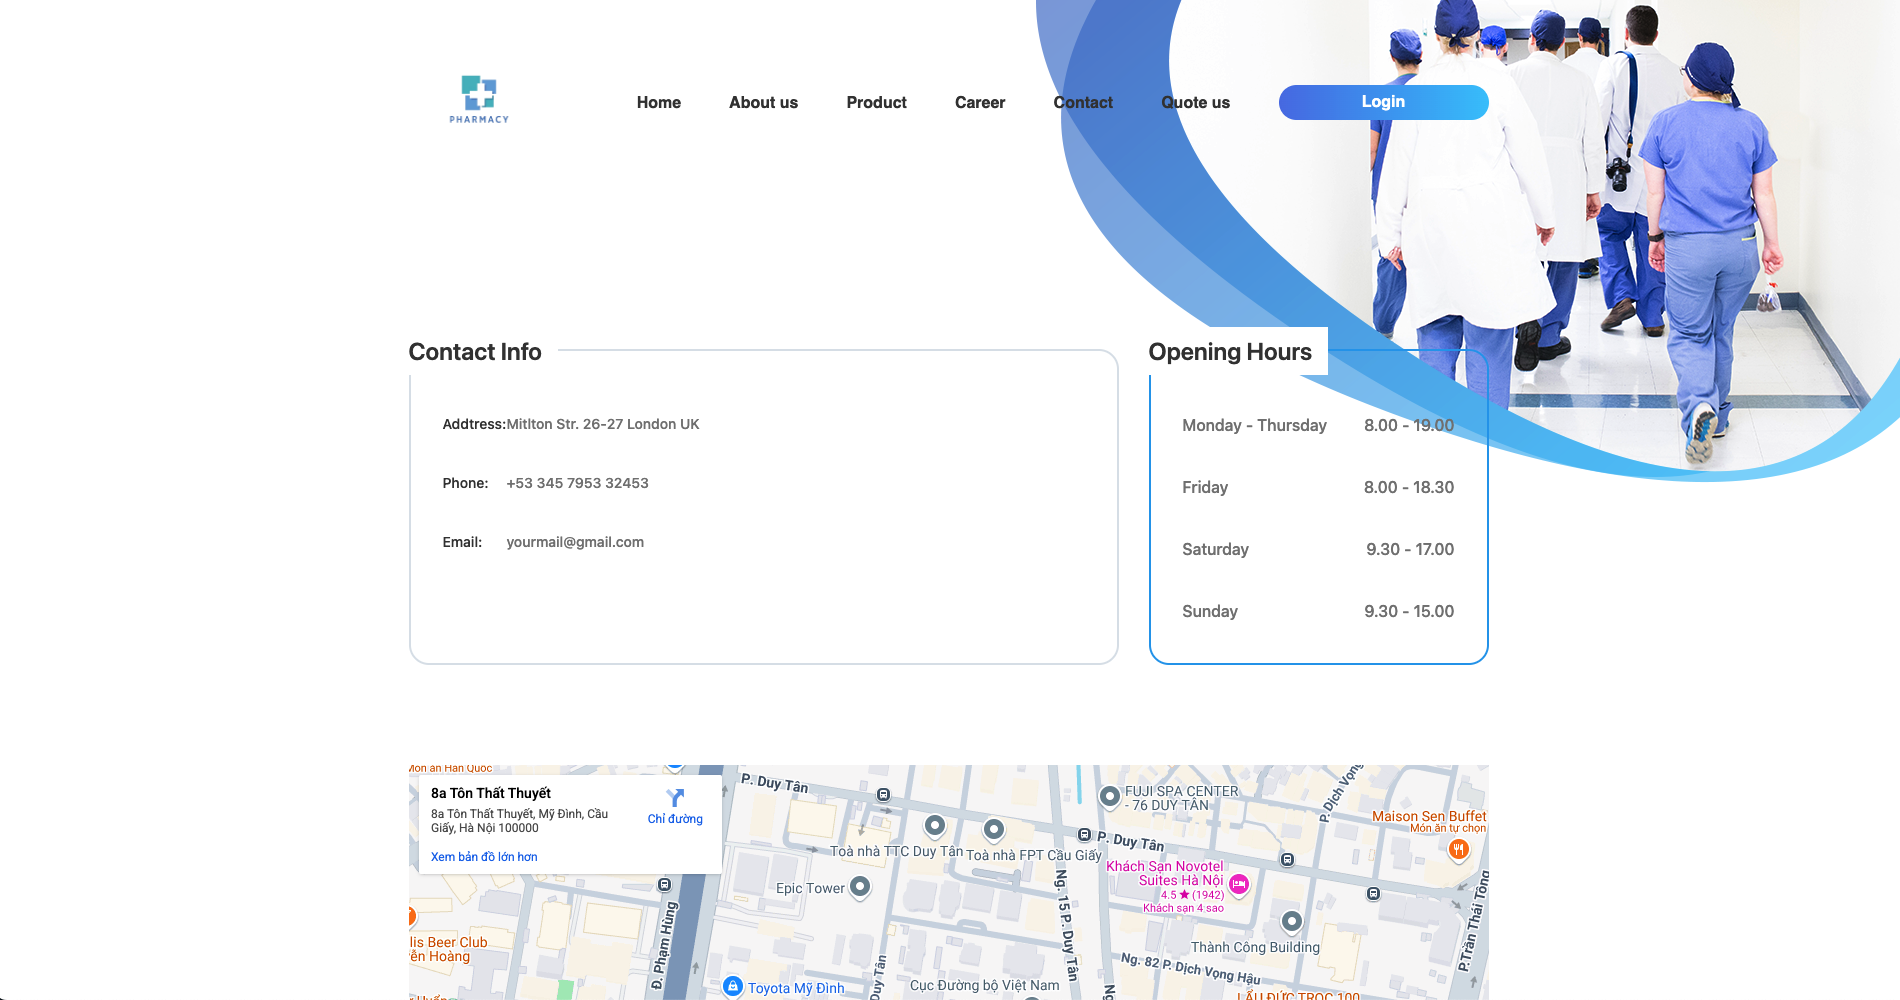 PHARMACY
Home
About us
Product
Career
Contact
Quote us
Login
Contact Info
Addtress:
Mitlton Str. 26-27 London UK
Phone:
+53 345 7953 32453
Email:
yourmail@gmail.com
Opening Hours
Monday - Thursday
8.00 - 19.00
Friday
8.00 - 18.30
Saturday
9.30 - 17.00
Sunday
9.30 - 15.00
Món ăn Hàn Quốc
8a Tôn Thất Thuyết
8a Tôn Thất Thuyết, Mỹ Đình, Cầu
Giấy, Hà Nội 100000
Chỉ đường
Xem bản đồ lớn hơn
P. Duy Tân
FUJI SPA CENTER
- 76 DUY TÂN
P. Dịch Vọng
Maison Sen Buffet
Món ăn tự chọn
Toà nhà TTC Duy Tân
Toà nhà FPT Cầu Giấy
P. Duy Tân
Khách Sạn Novotel
Suites Hà Nội
4.5 ★ (1942)
Khách sạn 4 sao
Epic Tower
Ng. 15 P. Duy Tân
Đ. Phạm Hùng
P. Trần Thái Tông
lis Beer Club
ễn Hoàng
Thành Công Building
Ng. 82 P. Dịch Vọng Hậu
Duy Tân
Cục Đường bộ Việt Nam
Toyota Mỹ Đình
LẨU ĐỨC TRỌC 100
Ng.